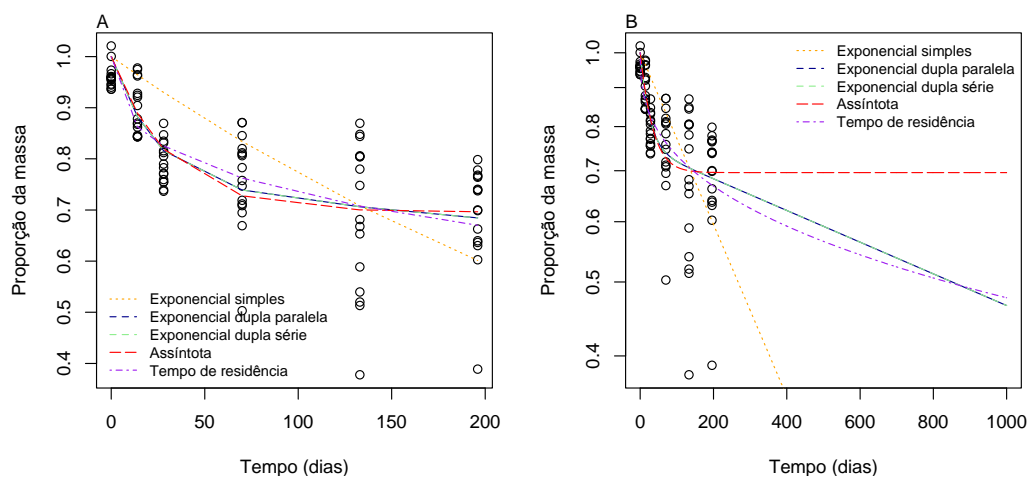 A
Proporção da massa
1.0
0.9
0.8
0.7
0.6
0.5
0.4
Exponencial simples
Exponencial dupla paralela
Exponencial dupla série
Assíntota
Tempo de residência
0 50 100 150 200
Tempo (dias)
B
Proporção da massa
1.0
0.8
0.7
0.6
0.5
0.4
Exponencial simples
Exponencial dupla paralela
Exponencial dupla série
Assíntota
Tempo de residência
0 200 400 600 800 1000
Tempo (dias)